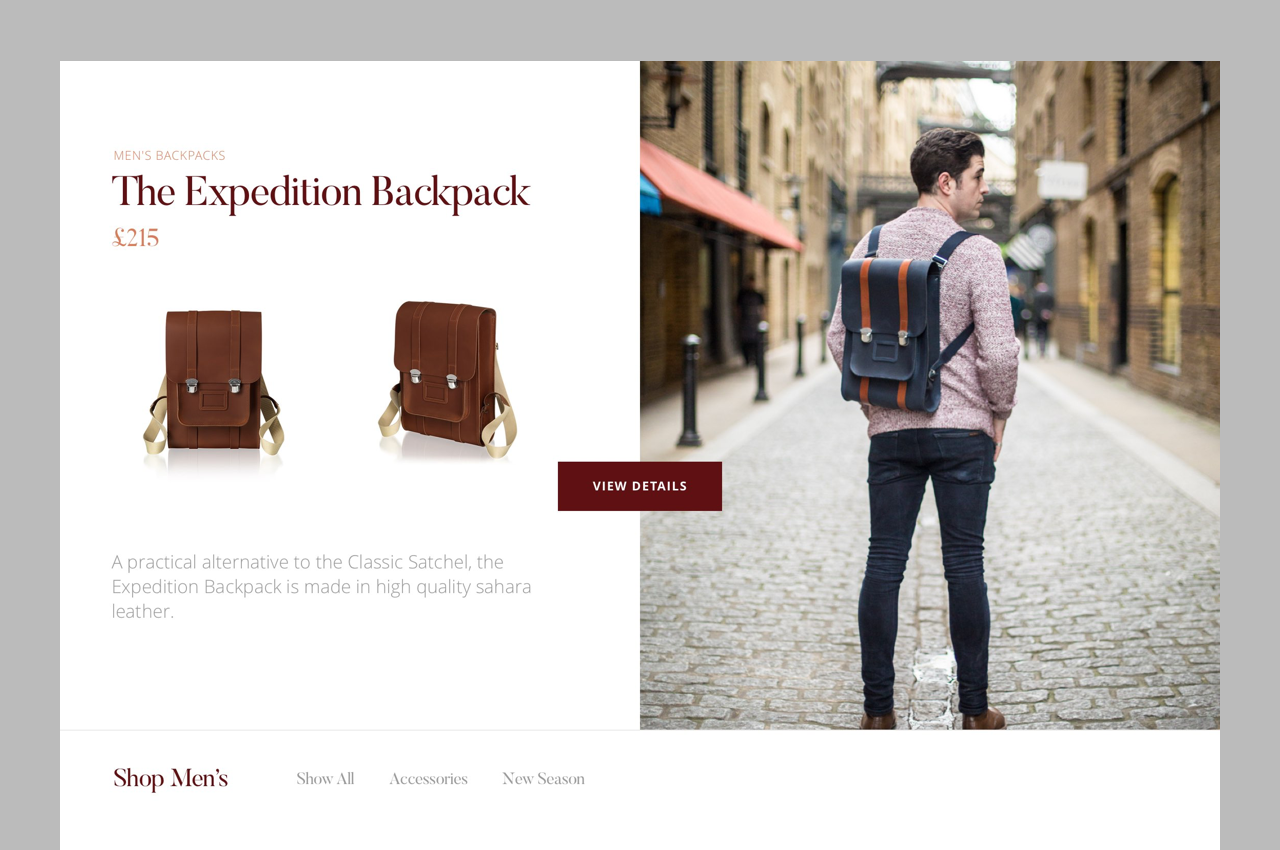 MEN'S BACKPACKS
The Expedition Backpack
£215
VIEW DETAILS
A practical alternative to the Classic Satchel, the
Expedition Backpack is made in high quality sahara
leather.
Shop Men’s
Show All
Accessories
New Season